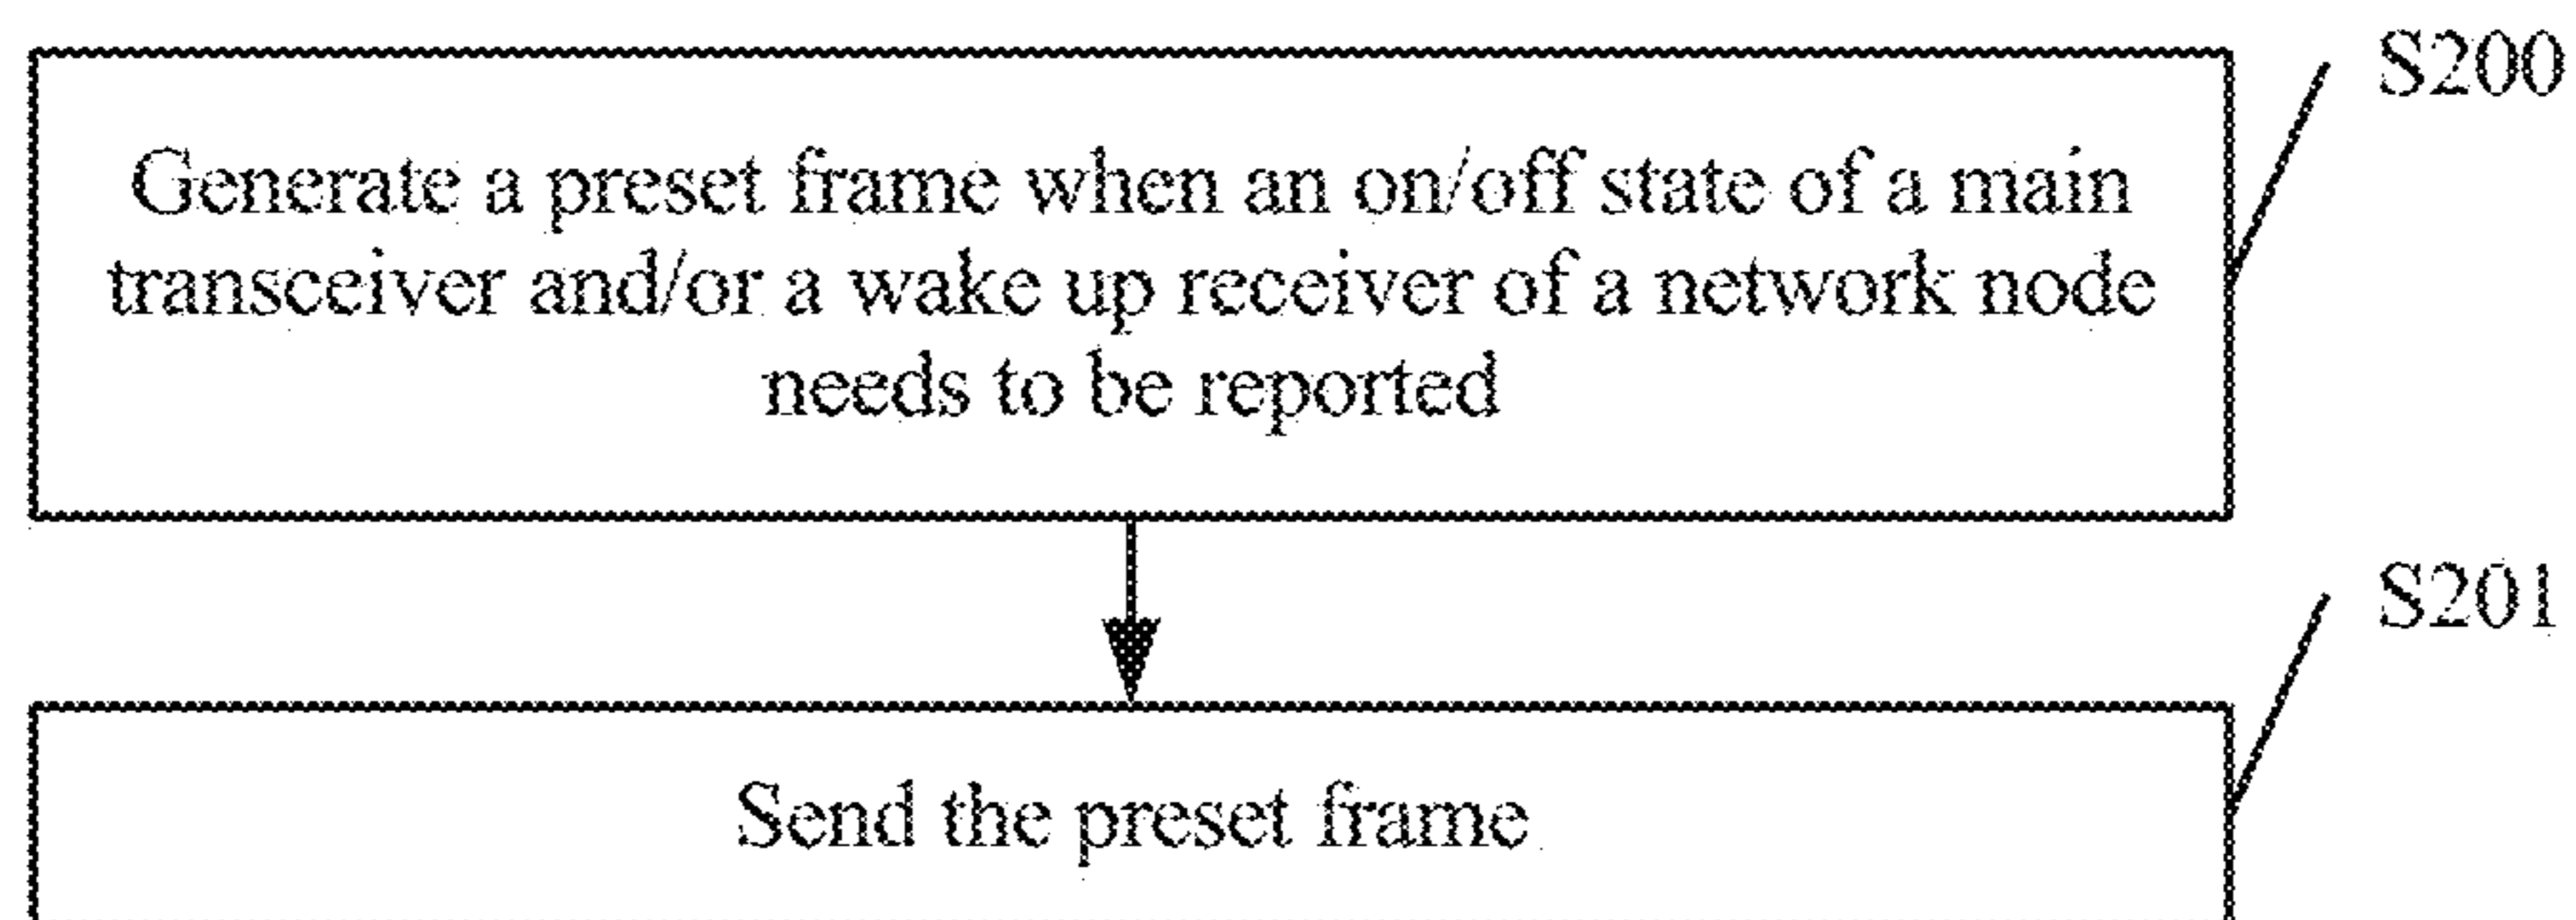 S200
Generate a preset frame when an on/off state of a main
transceiver and/or a wake up receiver of a network node
needs to be reported
S201
Send the preset frame